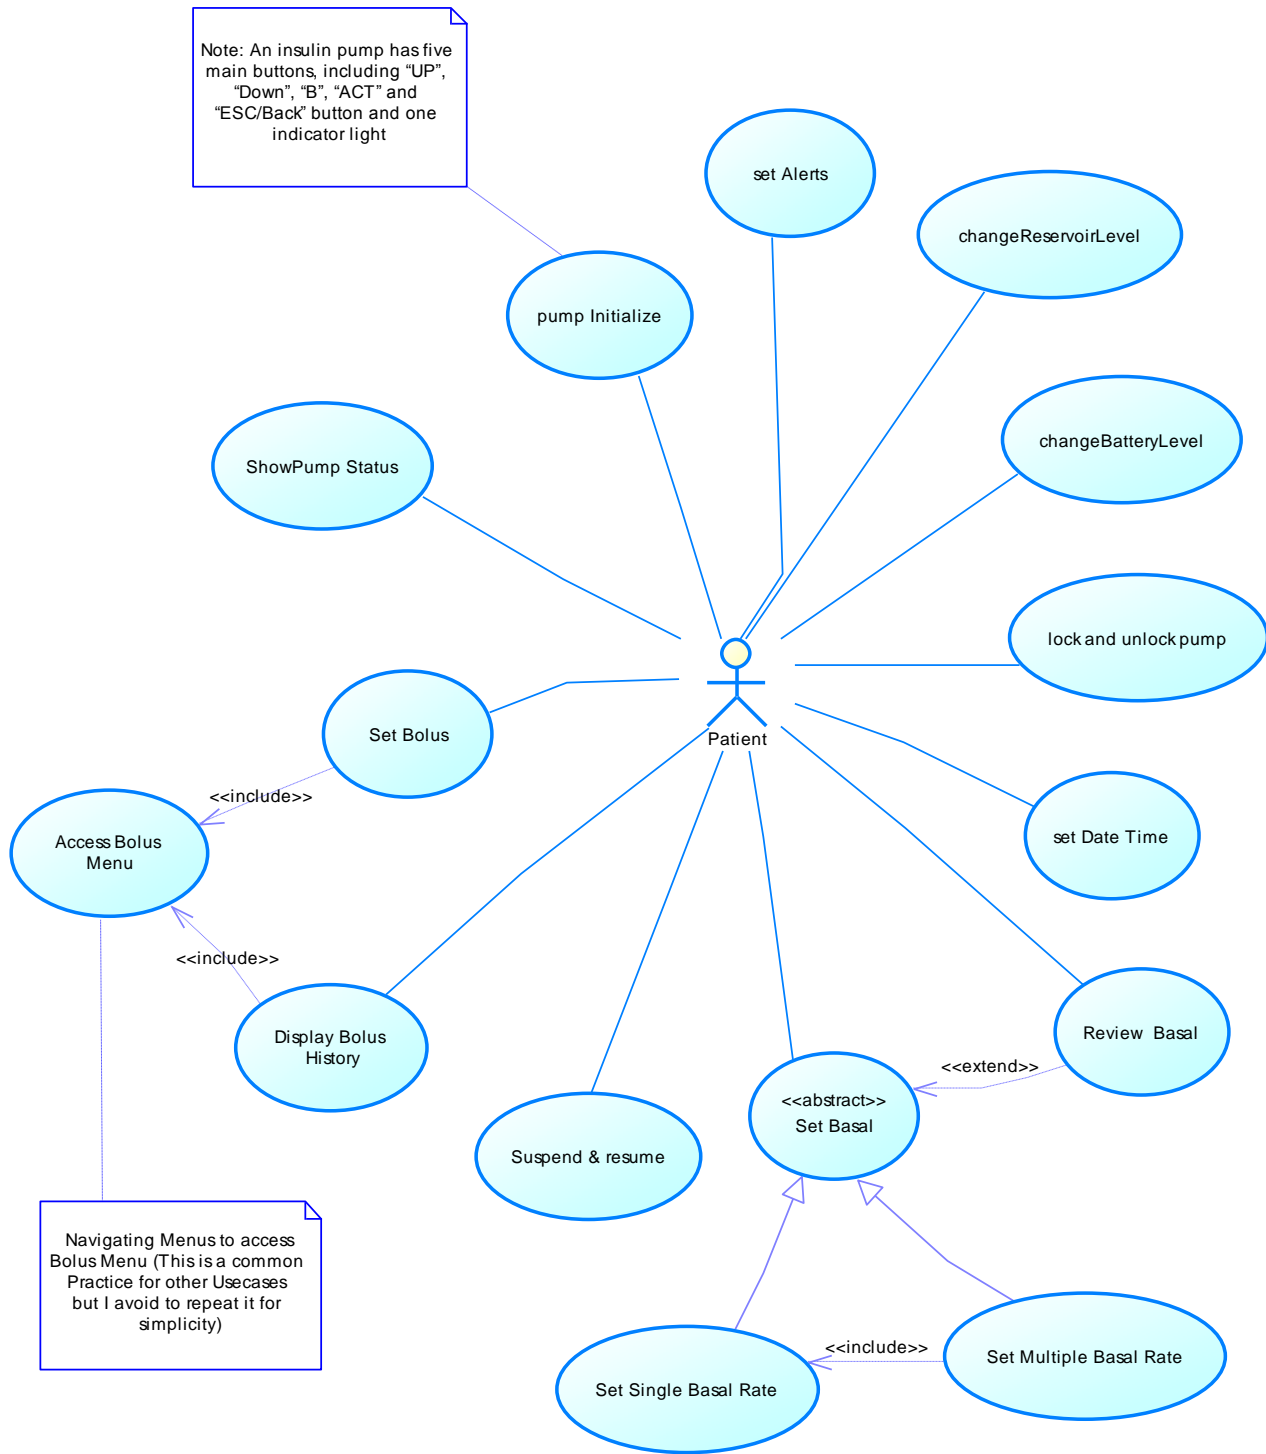 Note: An insulin pump has five
main buttons, including “UP”,
“Down”, “B”, “ACT” and
“ESC/Back” button and one
indicator light
set Alerts
changeReservoirLevel
pump Initialize
changeBatteryLevel
ShowPump Status
lock and unlock pump
Set Bolus
Patient
<<include>>
Access Bolus
Menu
set Date Time
<<include>>
Display Bolus
History
Review Basal
<<extend>>
<<abstract>>
Set Basal
Suspend & resume
Navigating Menus to access
Bolus Menu (This is a common
Practice for other Usecases
but I avoid to repeat it for
simplicity)
<<include>>
Set Multiple Basal Rate
Set Single Basal Rate